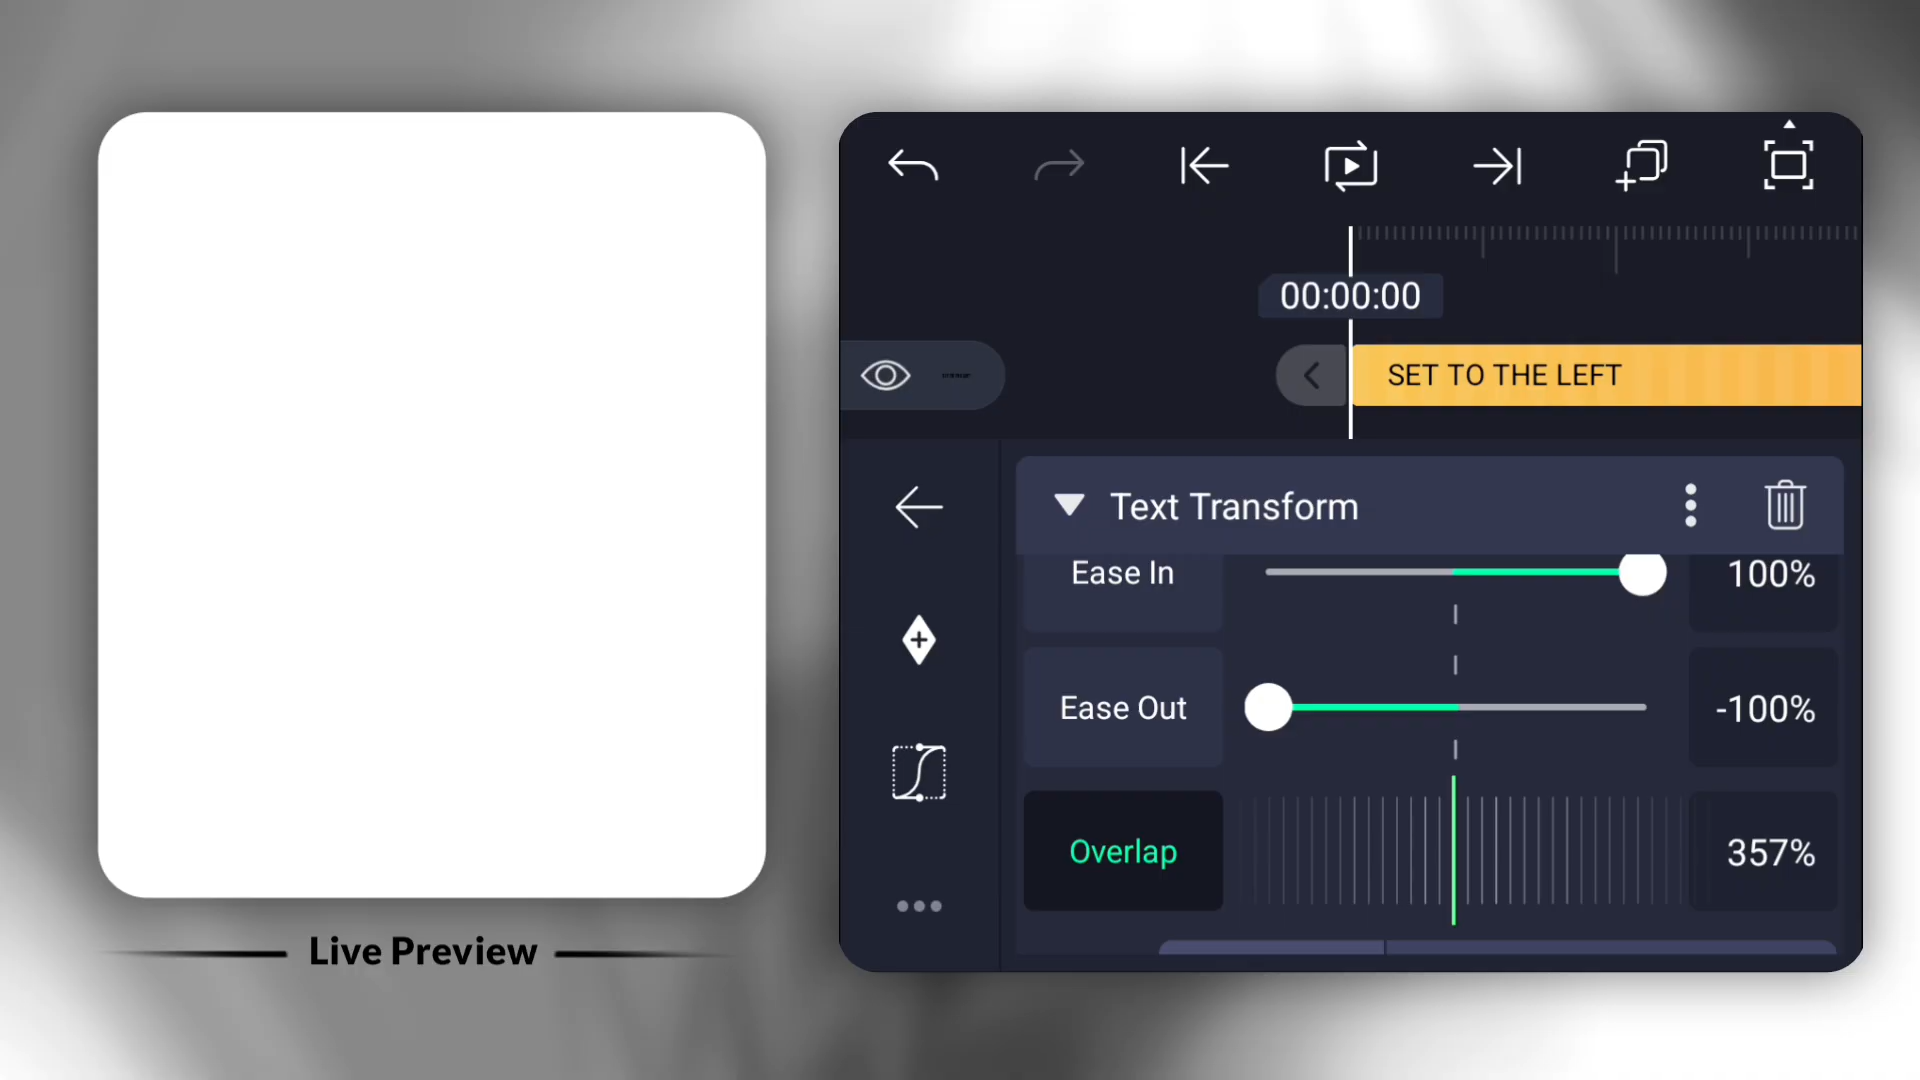 00:00:00
SET TO THE LEFT
Text Transform
Ease In
100%
Ease Out
-100%
Overlap
357%
Live Preview